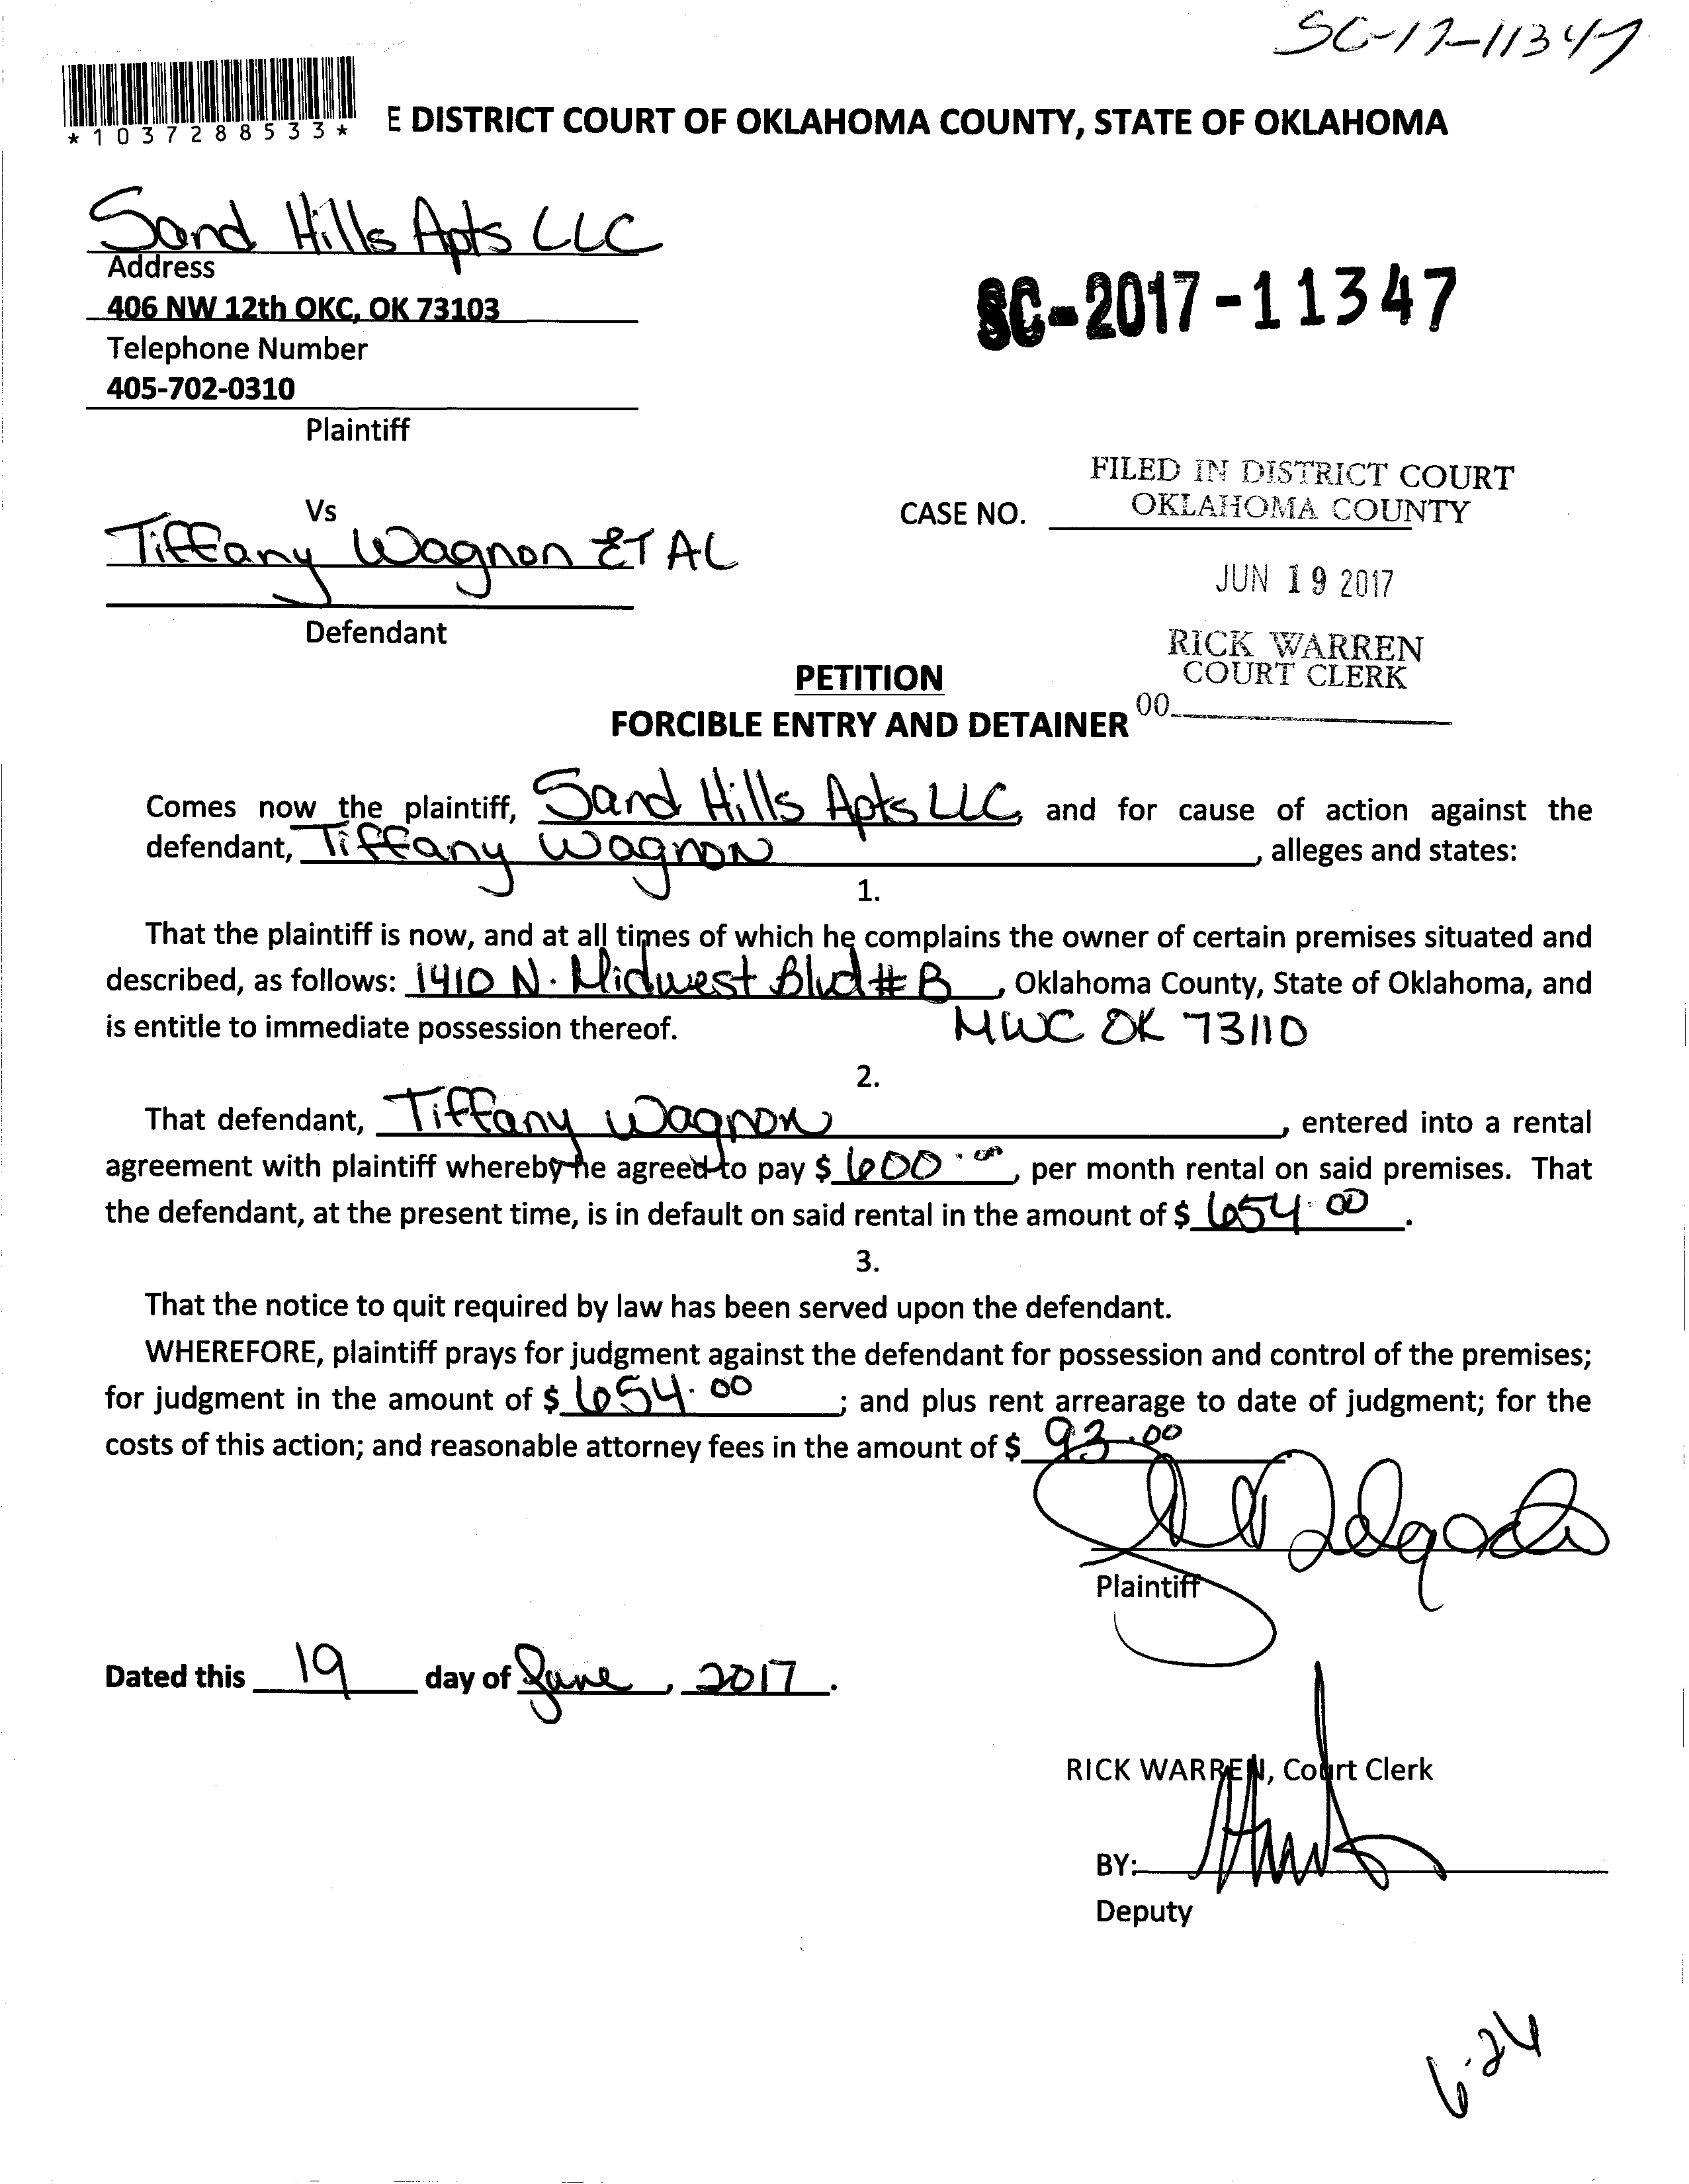 SC-17-11347
*1037288533*
E DISTRICT COURT OF OKLAHOMA COUNTY, STATE OF OKLAHOMA
Sand Hills Apts LLC
Address
406 NW 12th OKC, OK 73103
Telephone Number
405-702-0310
Plaintiff
SC-2017-11347
Vs
Tiffany Wagnon ET AL
Defendant
CASE NO.
FILED IN DISTRICT COURT
OKLAHOMA COUNTY
JUN 19 2017
RICK WARREN
COURT CLERK
00
PETITION
FORCIBLE ENTRY AND DETAINER
Comes now the plaintiff, Sand Hills Apts LLC, and for cause of action against the
defendant, Tiffany Wagnon, alleges and states:
1.
That the plaintiff is now, and at all times of which he complains the owner of certain premises situated and
described, as follows: 1410 N. Midwest Blvd # B, Oklahoma County, State of Oklahoma, and
is entitle to immediate possession thereof. MWC OK 73110
2.
That defendant, Tiffany Wagnon, entered into a rental
agreement with plaintiff whereby he agreed to pay $ 600.00, per month rental on said premises. That
the defendant, at the present time, is in default on said rental in the amount of $ 654.00.
3.
That the notice to quit required by law has been served upon the defendant.
WHEREFORE, plaintiff prays for judgment against the defendant for possession and control of the premises;
for judgment in the amount of $ 654.00; and plus rent arrearage to date of judgment; for the
costs of this action; and reasonable attorney fees in the amount of $ 93.00
Delgado
Plaintiff
Dated this 19 day of June, 2017.
RICK WARREN, Court Clerk
BY:
Deputy
6-24